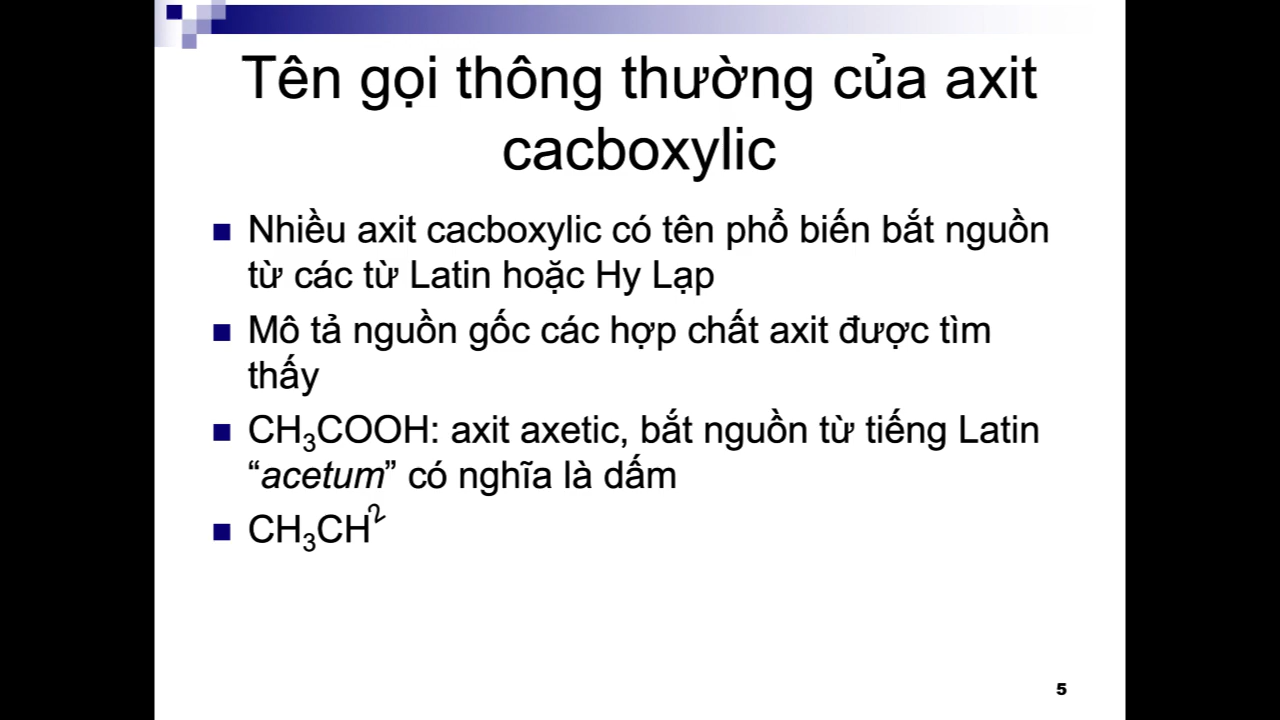 Tên gọi thông thường của axit
cacboxylic
Nhiều axit cacboxylic có tên phổ biến bắt nguồn
từ các từ Latin hoặc Hy Lạp
Mô tả nguồn gốc các hợp chất axit được tìm
thấy
CH₃COOH: axit axetic, bắt nguồn từ tiếng Latin
“acetum” có nghĩa là dấm
CH₃CH²
5